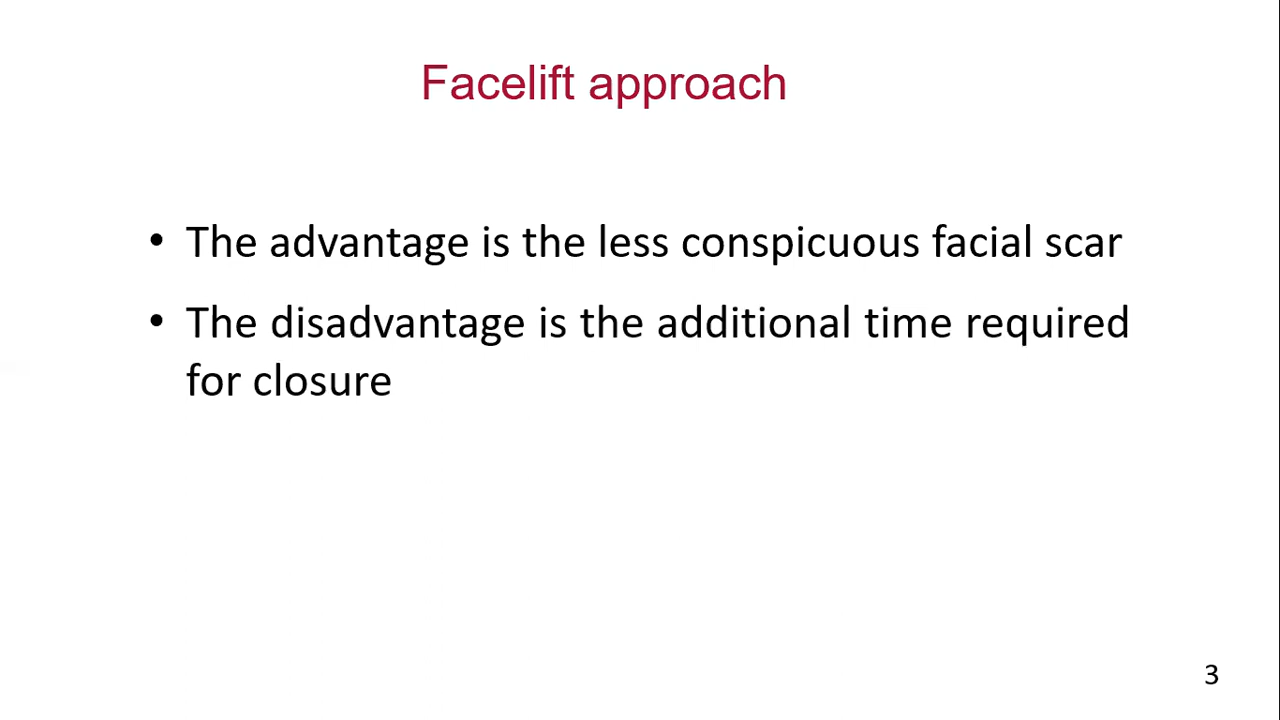 Facelift approach
• The advantage is the less conspicuous facial scar
• The disadvantage is the additional time required
for closure
3